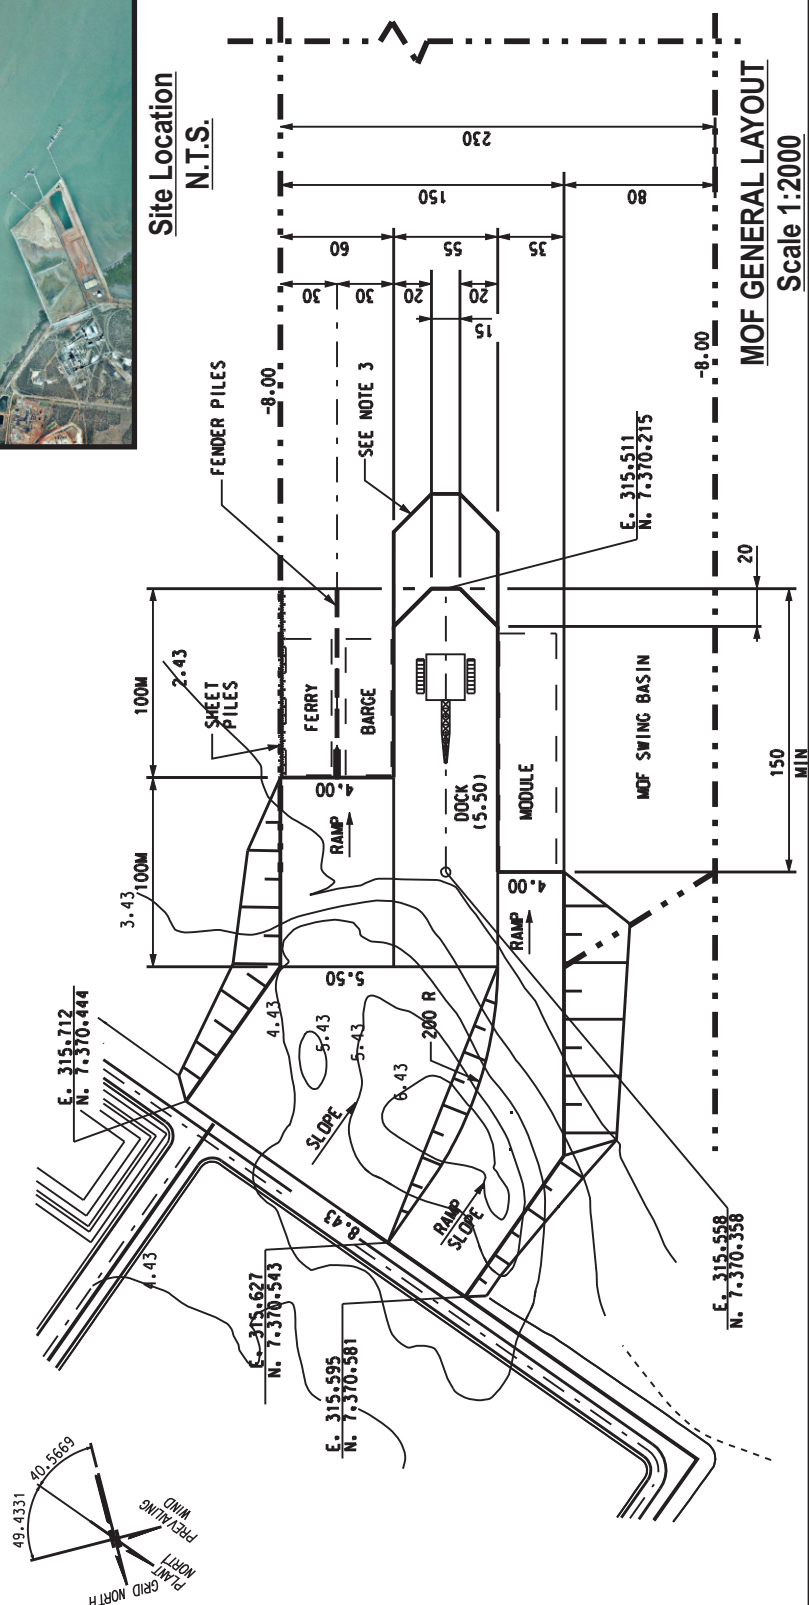 Site Location
N.T.S.
MOF GENERAL LAYOUT
Scale 1:2000
230
150
80
60
55
35
30
30
20
20
15
-8.00
-8.00
FENDER PILES
SEE NOTE 3
E. 315.511
N. 7.370.215
20
100M
2.43
SHEET
PILES
FERRY
BARGE
DOCK
(5.50)
MODULE
MOF SWING BASIN
150
MIN
4.00
RAMP
100M
3.43
4.00
RAMP
5.50
E. 315.712
N. 7.370.444
4.43
5.43
5.43
6.43
200 R
SLOPE
RAMP
SLOPE
8.43
4.43
E. 315.627
N. 7.370.543
E. 315.595
N. 7.370.581
E. 315.558
N. 7.370.358
49.4331
40.5669
PREVAILING
WIND
PLANT
NORTH
GRID NORTH